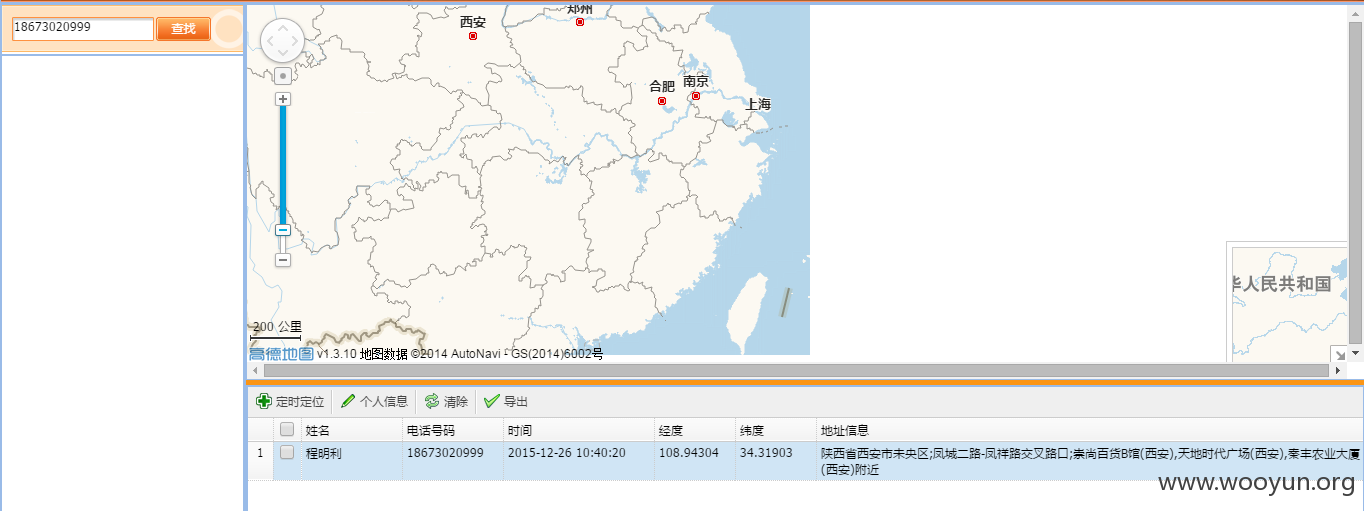 18673020999 查找
西安
郑州
合肥
南京
上海
200 公里
高德地图 v1.3.10 地图数据 ©2014 AutoNavi - GS(2014)6002号
华人民共和国
定时定位 个人信息 清除 导出
姓名 电话号码 时间 经度 纬度 地址信息
1 程明利 18673020999 2015-12-26 10:40:20 108.94304 34.31903 陕西省西安市未央区;凤城二路-凤祥路交叉路口;崇尚百货B馆(西安),天地时代广场(西安),秦丰农业大厦
(西安)附近
www.wooyun.org